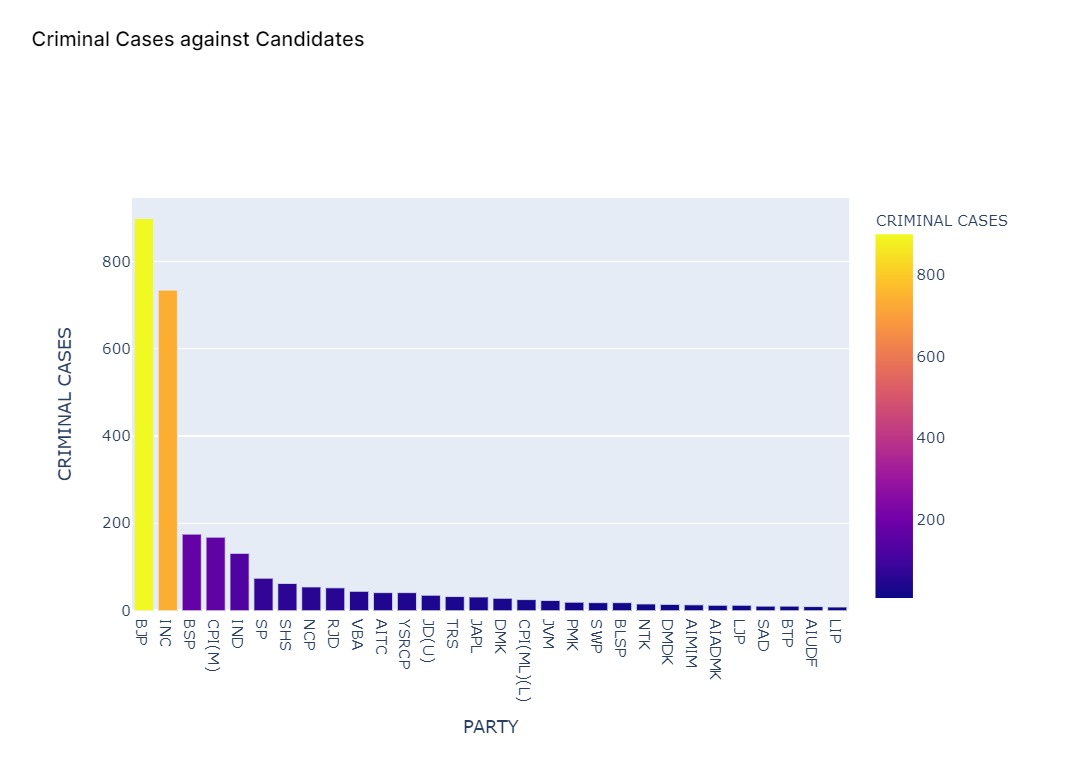 Criminal Cases against Candidates
CRIMINAL CASES
800
600
400
200
0
CRIMINAL CASES
800
600
400
200
BJP
INC
BSP
CPI(M)
IND
SP
SHS
NCP
RJD
VBA
AITC
YSRCP
JD(U)
TRS
JAPL
DMK
CPI(ML)(L)
JVM
PMK
SWP
BLSP
NTK
DMDK
AIMIM
AIADMK
LJP
SAD
BTP
AIUDF
LIP
PARTY